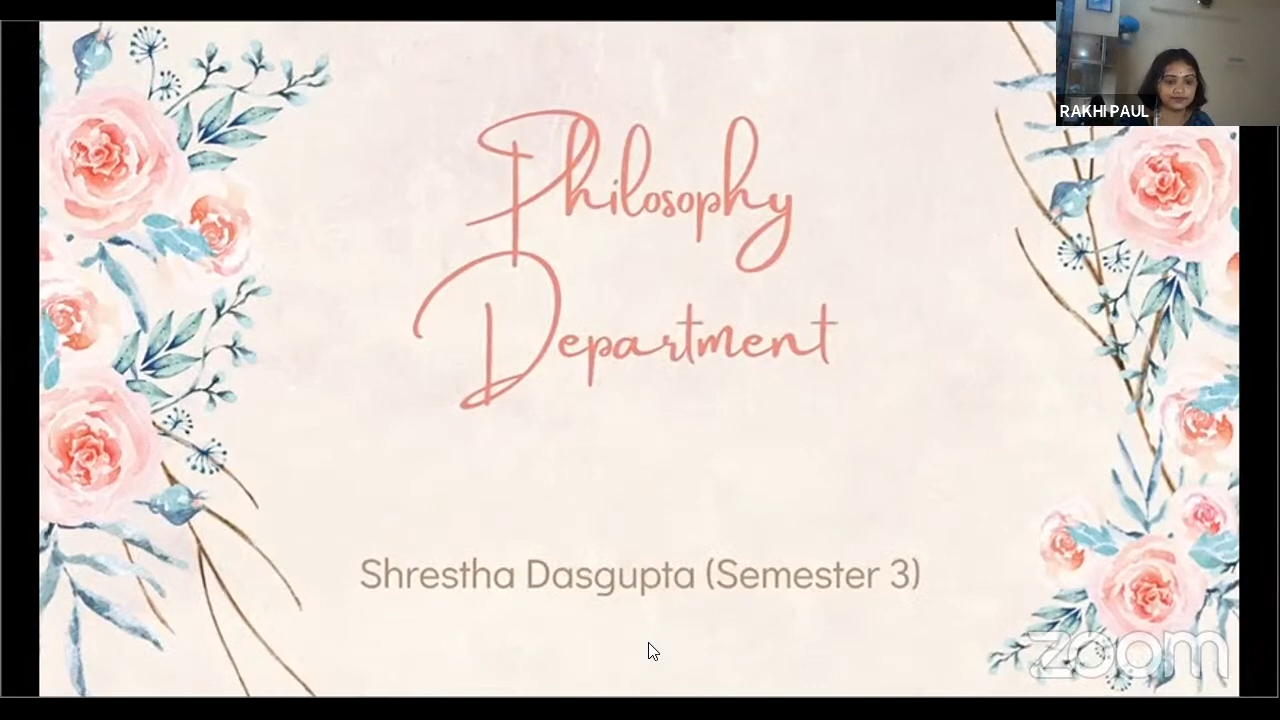 RAKHI PAUL
Philosophy
Department
Shrestha Dasgupta (Semester 3)
zoom